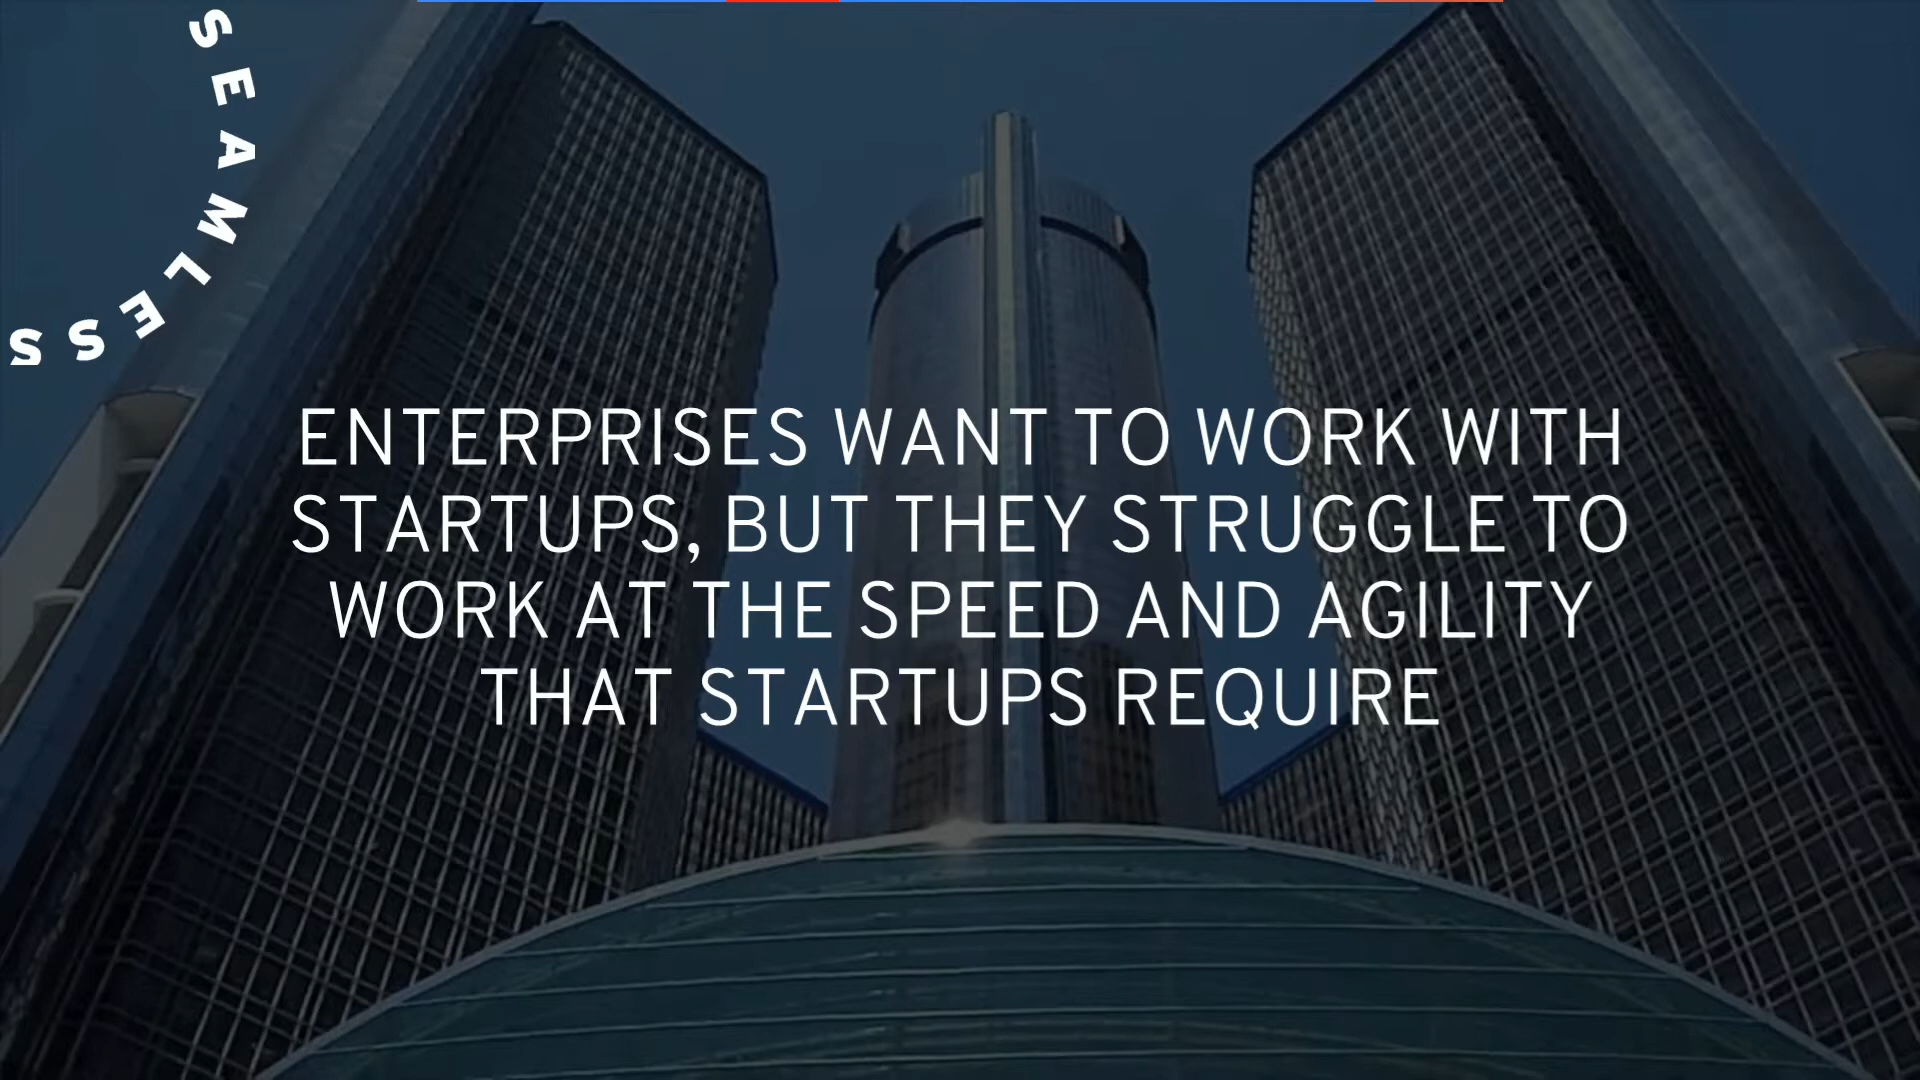 SEAMLESS
ENTERPRISES WANT TO WORK WITH
STARTUPS, BUT THEY STRUGGLE TO
WORK AT THE SPEED AND AGILITY
THAT STARTUPS REQUIRE